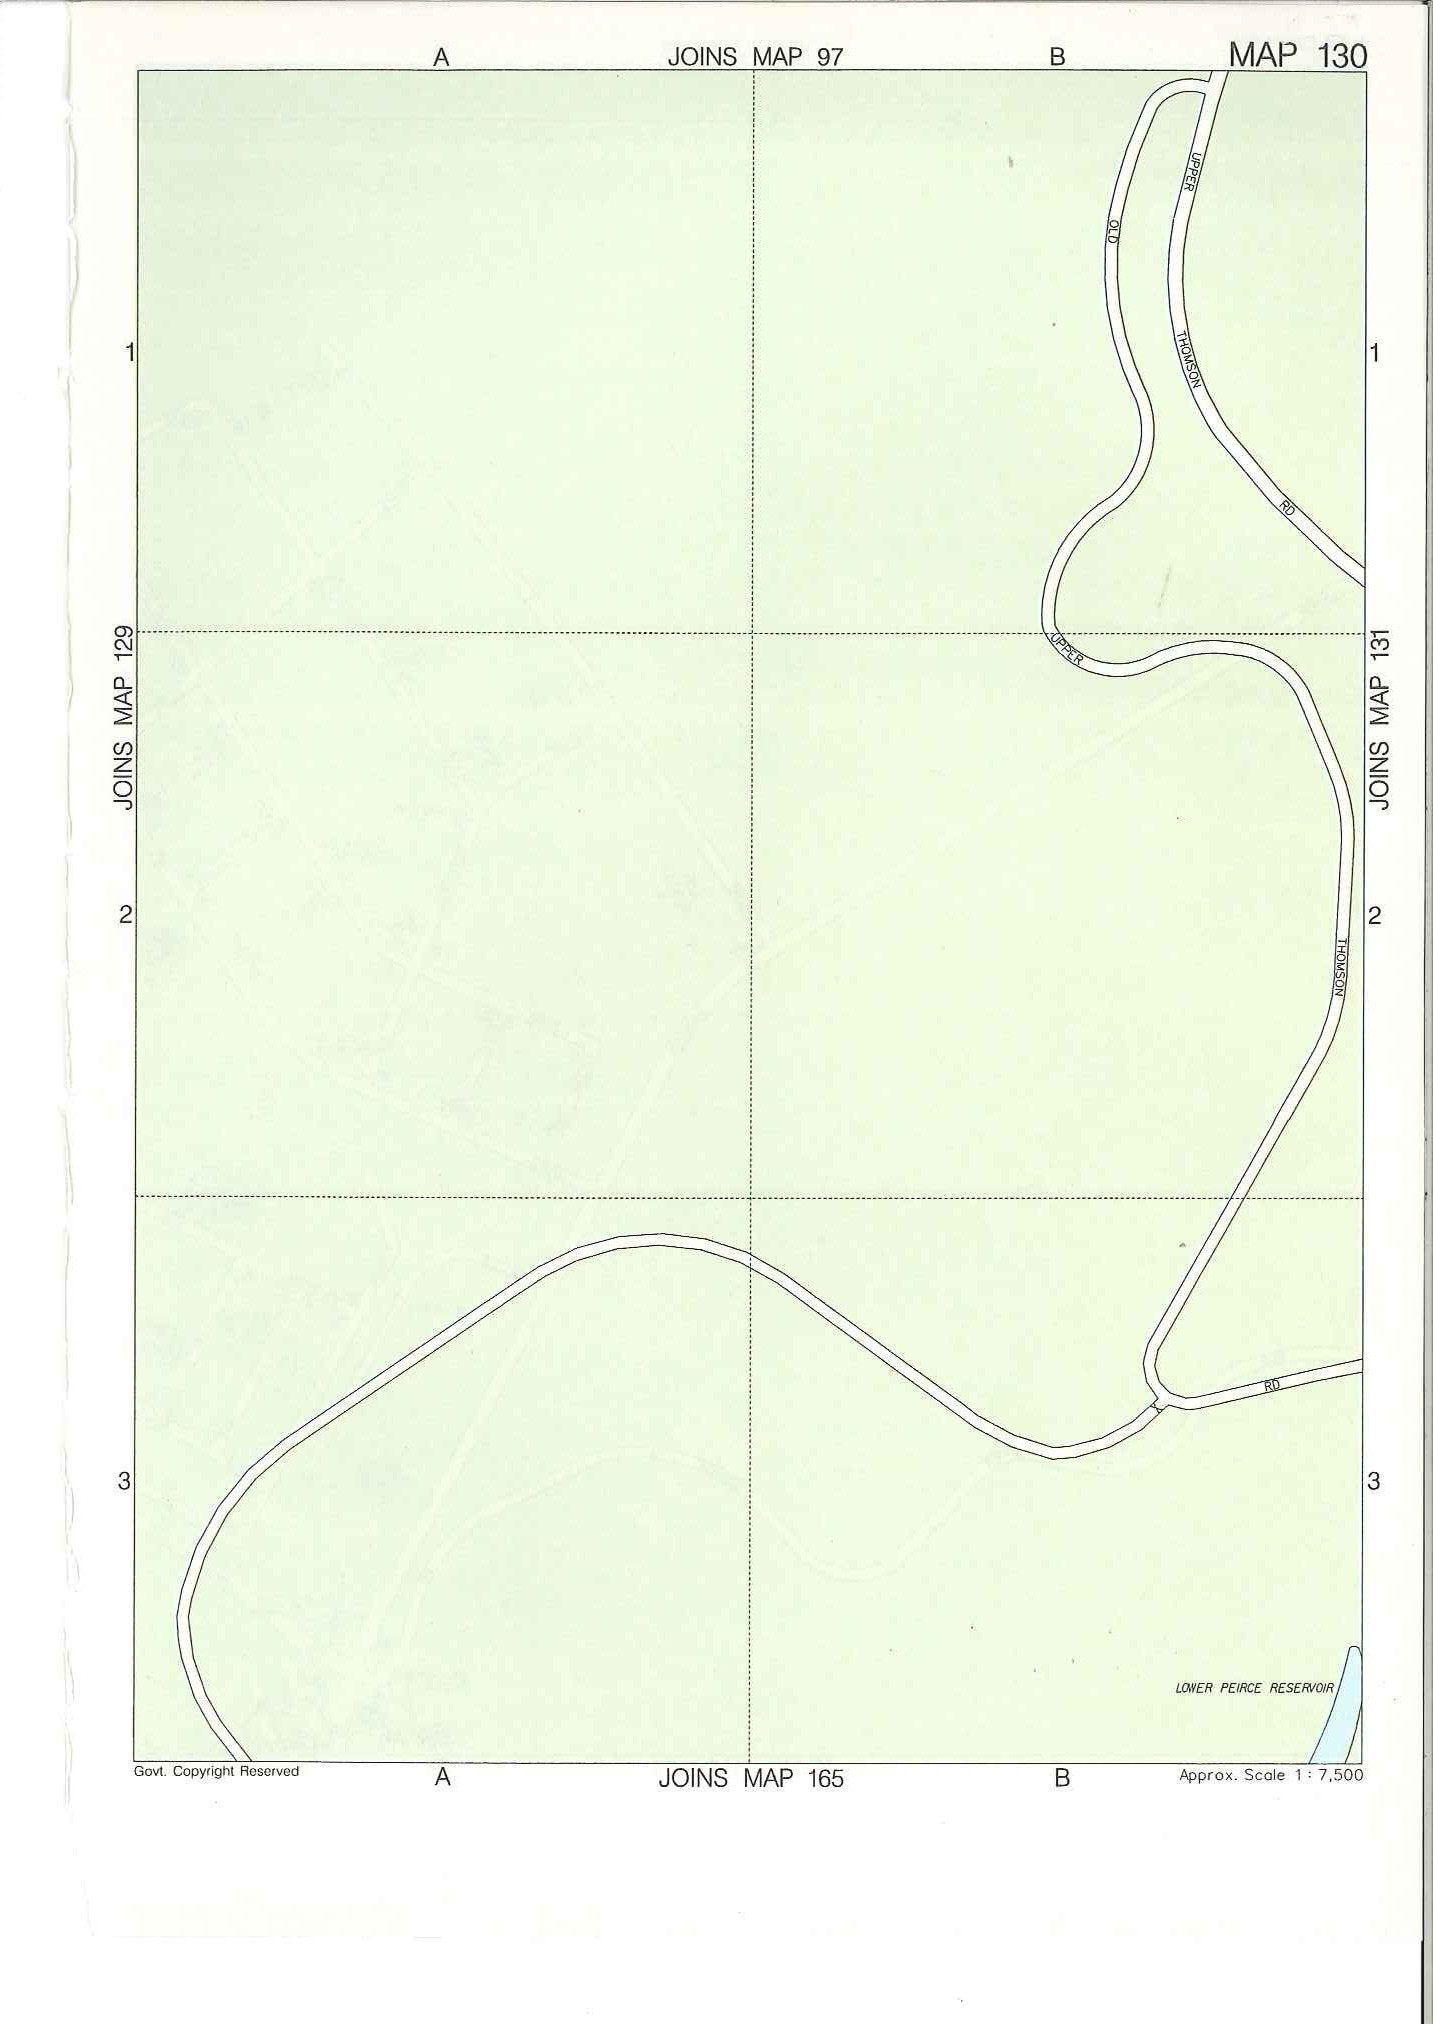 A JOINS MAP 97 B MAP 130
UPPER
OLD
1 1
THOMSON
RD
JOINS MAP 129
JOINS MAP 131
UPPER
2 2
THOMSON
RD
3 3
LOWER PEIRCE RESERVOIR
Govt. Copyright Reserved A JOINS MAP 165 B Approx. Scale 1 : 7,500